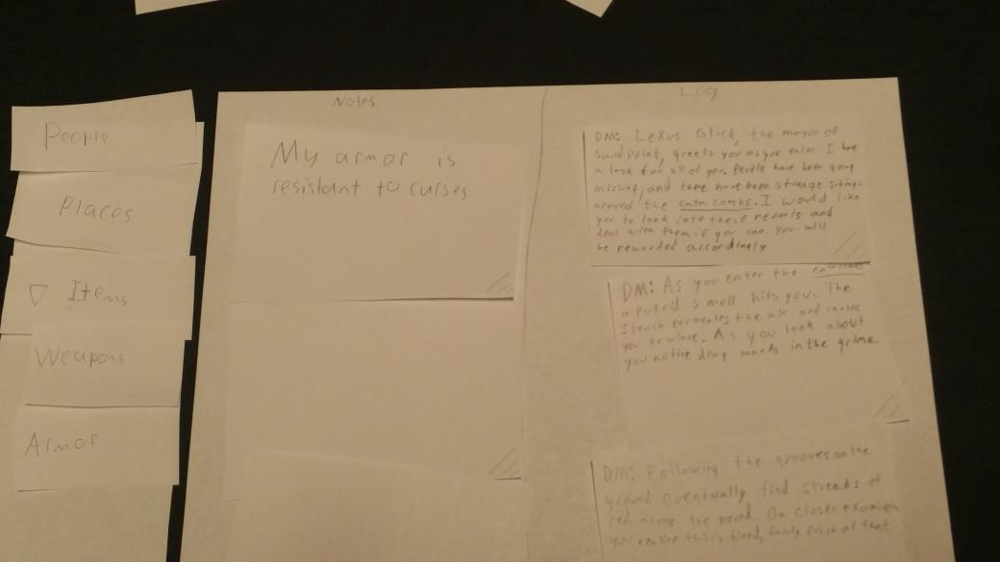 People
Places
▽ Items
Weapons
Armor
Notes
My armor is
resistant to curses
Log
DM: Lexus Glick, the mayor of
Sandpoint, greets you as you enter. I have
a task for all of you. People have been going
missing, and there have been strange sitings
around the catacombs. I would like
you to look into these reports and
deal with them if you can. You will
be rewarded accordingly
DM: As you enter the catacombs
a putrid smell hits you. The
stench permeates the air and causes
you to wince. As you look about
you notice drag marks in the grime
DM: Following the grooves on the
ground eventually find streaks of
red across the ground. On closer
you realize this is blood, fairly fresh at that